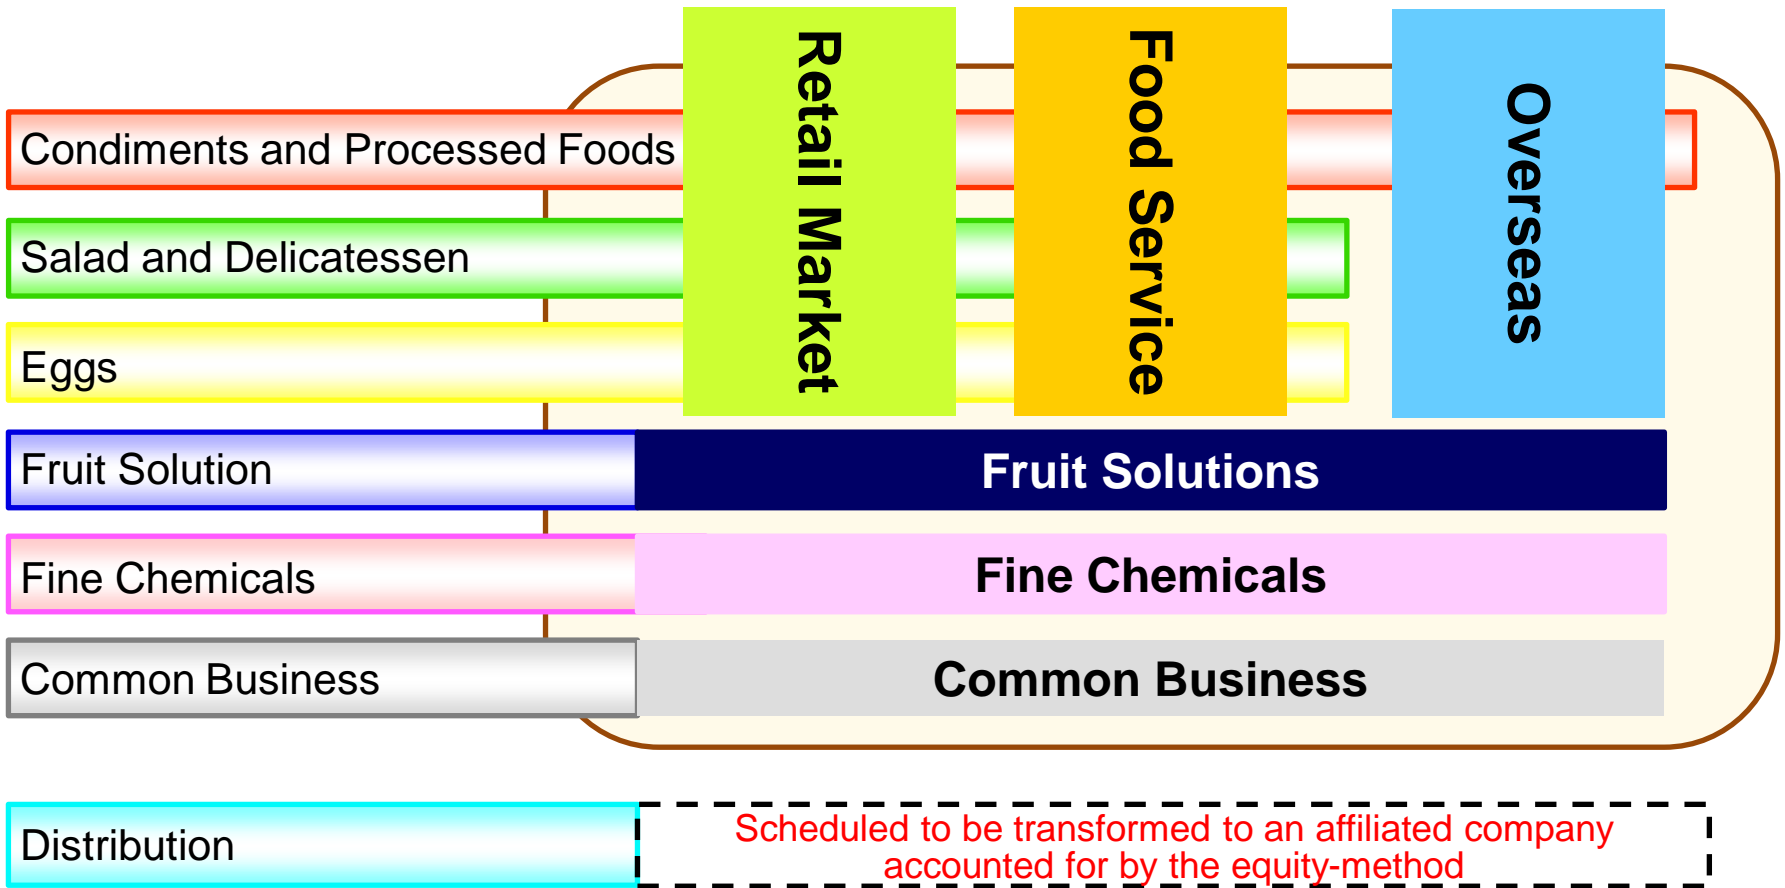 Retail Market
Food Service
Overseas
Condiments and Processed Foods
Salad and Delicatessen
Eggs
Fruit Solution
Fruit Solutions
Fine Chemicals
Fine Chemicals
Common Business
Common Business
Distribution
Scheduled to be transformed to an affiliated company
accounted for by the equity-method